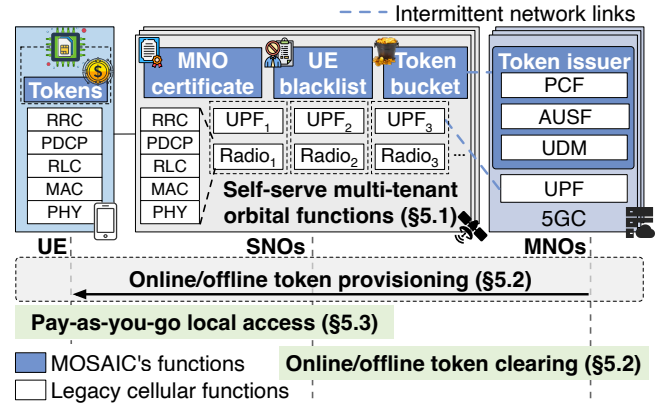 Intermittent network links
Tokens
RRC
PDCP
RLC
MAC
PHY
UE
MNO
certificate
UE
blacklist
Token
bucket
RRC
PDCP
RLC
MAC
PHY
UPF1
UPF2
UPF3
Radio1
Radio2
Radio3
...
Self-serve multi-tenant
orbital functions (§5.1)
SNOs
Token issuer
PCF
AUSF
UDM
UPF
5GC
MNOs
Online/offline token provisioning (§5.2)
Pay-as-you-go local access (§5.3)
MOSAIC's functions
Online/offline token clearing (§5.2)
Legacy cellular functions